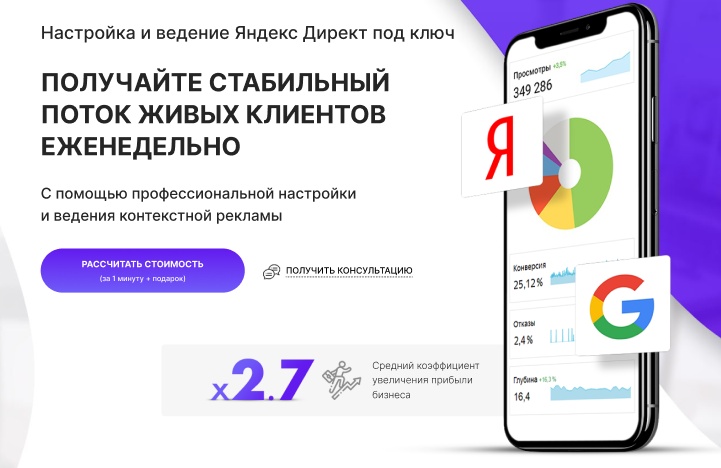 Настройка и ведение Яндекс Директ под ключ
ПОЛУЧАЙТЕ СТАБИЛЬНЫЙ
ПОТОК ЖИВЫХ КЛИЕНТОВ
ЕЖЕНЕДЕЛЬНО
С помощью профессиональной настройки
и ведения контекстной рекламы
РАССЧИТАТЬ СТОИМОСТЬ
(за 1 минуту + подарок)
ПОЛУЧИТЬ КОНСУЛЬТАЦИЮ
x2.7
Средний коэффициент
увеличения прибыли
бизнеса
Просмотры +2,5%
349 286
Я
Конверсия
25,12%
G
Отказы
2,4%
Глубина +16,3%
16,4